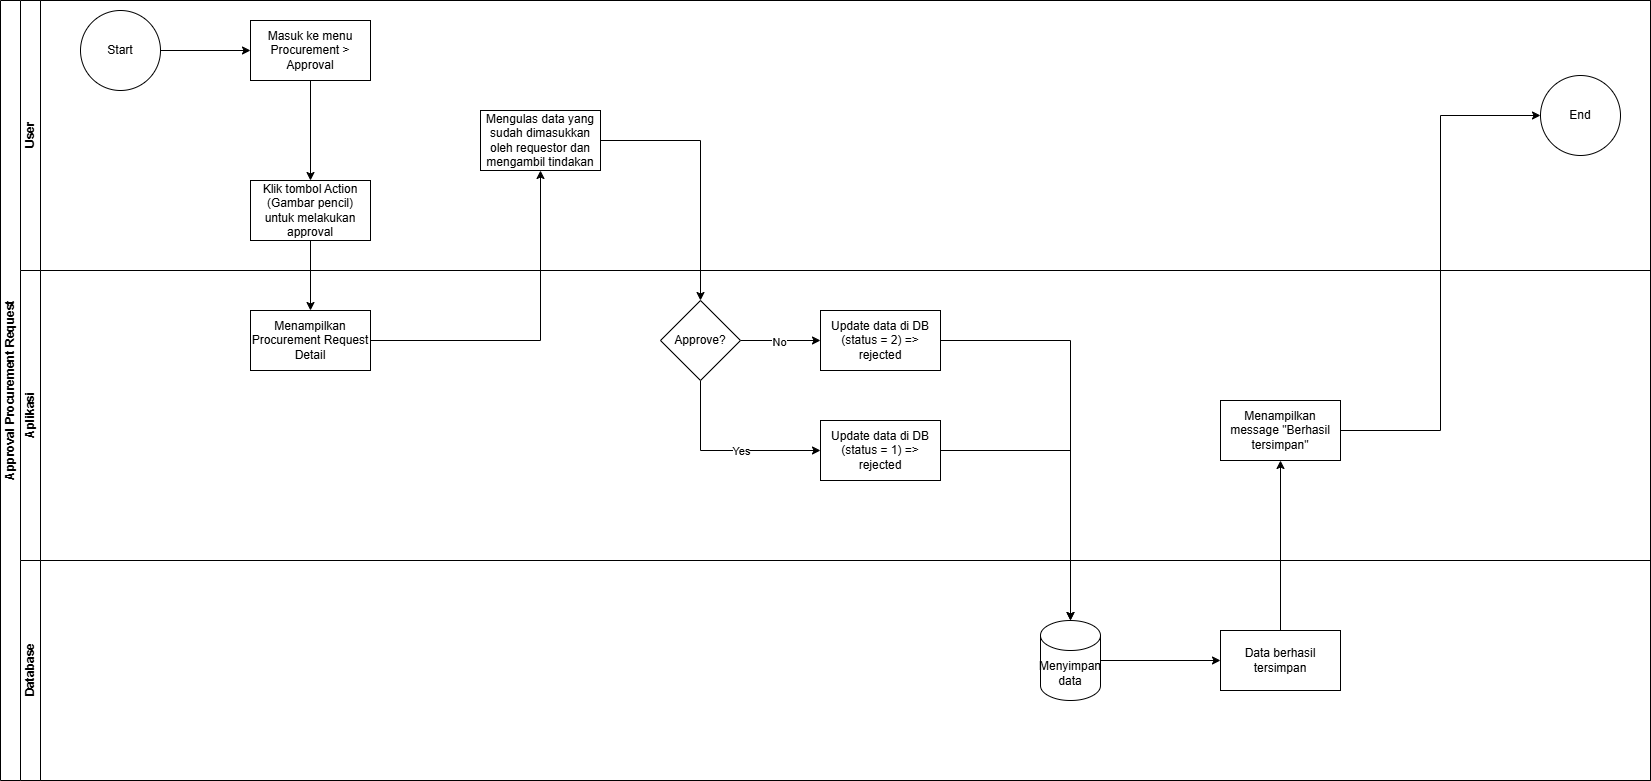 Approval Procurement Request
User
Start
Masuk ke menu
Procurement >
Approval
Klik tombol Action
(Gambar pencil)
untuk melakukan
approval
Mengulas data yang
sudah dimasukkan
oleh requestor dan
mengambil tindakan
End
Aplikasi
Menampilkan
Procurement Request
Detail
Approve?
No
Update data di DB
(status = 2) =>
rejected
Yes
Update data di DB
(status = 1) =>
rejected
Menampilkan
message "Berhasil
tersimpan"
Database
Menyimpan
data
Data berhasil
tersimpan